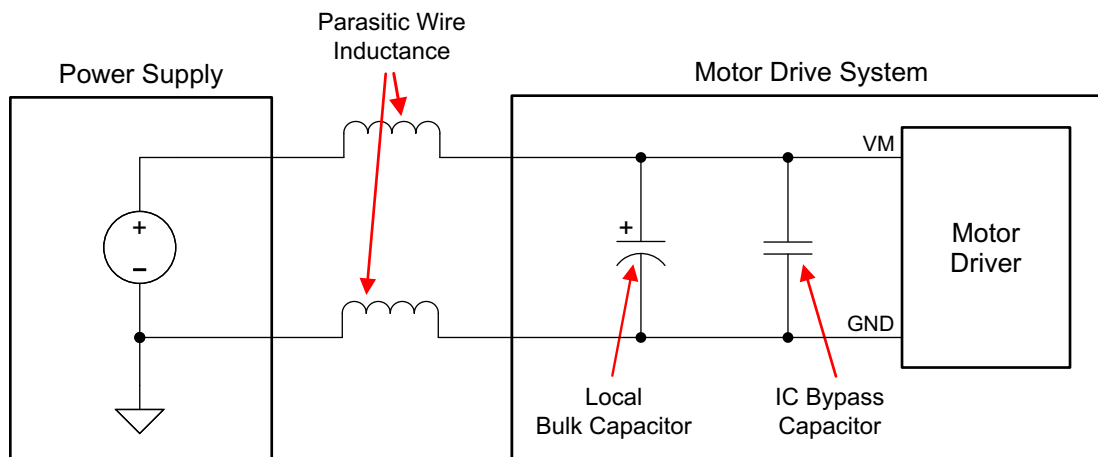 Parasitic Wire
Inductance
Power Supply
Motor Drive System
VM
+
–
+
Motor
Driver
GND
Local
Bulk Capacitor
IC Bypass
Capacitor